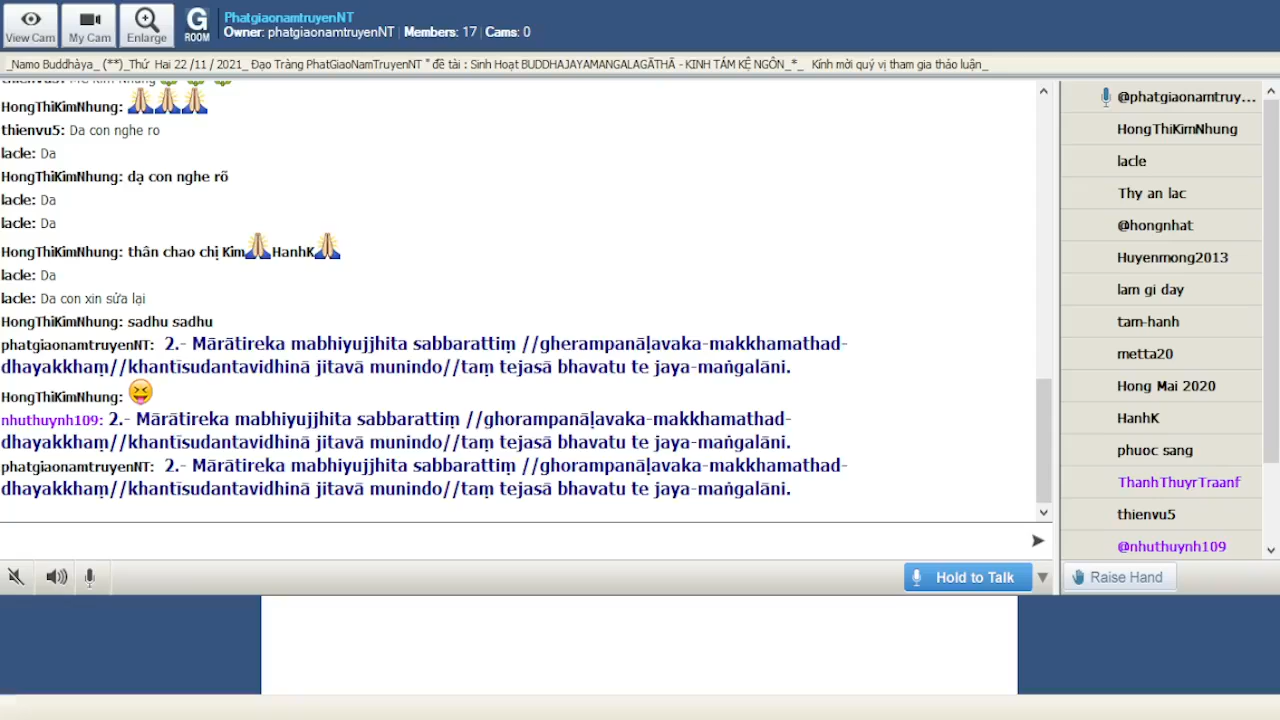 View Cam
My Cam
Enlarge
G
ROOM
PhatgiaonamtruyenNT
Owner: phatgiaonamtruyenNT | Members: 17 | Cams: 0
_Namo Buddhàya_ (**)_Thứ Hai 22 /11 / 2021_ Đạo Tràng PhatGiaoNamTruyenNT " đề tài : Sinh Hoạt BUDDHAJAYAMANGALAGĀTHĀ - KINH TÁM KỆ NGÔN_*_ Kính mời quý vị tham gia thảo luận_
HongThiKimNhung:
thienvu5: Da con nghe ro
lacle: Da
HongThiKimNhung: dạ con nghe rõ
lacle: Da
lacle: Da
HongThiKimNhung: thân chao chị Kim HanhK
lacle: Da
lacle: Da con xin sửa lại
HongThiKimNhung: sadhu sadhu
phatgiaonamtruyenNT: 2.- Mārātireka mabhiyujjhita sabbarattiṃ //gherampanāḷavaka-makkhamathad-
dhayakkhaṃ//khantīsudantavidhinā jitavā munindo//taṃ tejasā bhavatu te jaya-maṅgalāni.
HongThiKimNhung:
nhuthuynh109: 2.- Mārātireka mabhiyujjhita sabbarattiṃ //ghorampanāḷavaka-makkhamathad-
dhayakkhaṃ//khantīsudantavidhinā jitavā munindo//taṃ tejasā bhavatu te jaya-maṅgalāni.
phatgiaonamtruyenNT: 2.- Mārātireka mabhiyujjhita sabbarattiṃ //ghorampanāḷavaka-makkhamathad-
dhayakkhaṃ//khantīsudantavidhinā jitavā munindo//taṃ tejasā bhavatu te jaya-maṅgalāni.
Hold to Talk
@phatgiaonamtruy...
HongThiKimNhung
lacle
Thy an lac
@hongnhat
Huyenmong2013
lam gi day
tam-hanh
metta20
Hong Mai 2020
HanhK
phuoc sang
ThanhThuyrTraanf
thienvu5
@nhuthuynh109
Raise Hand